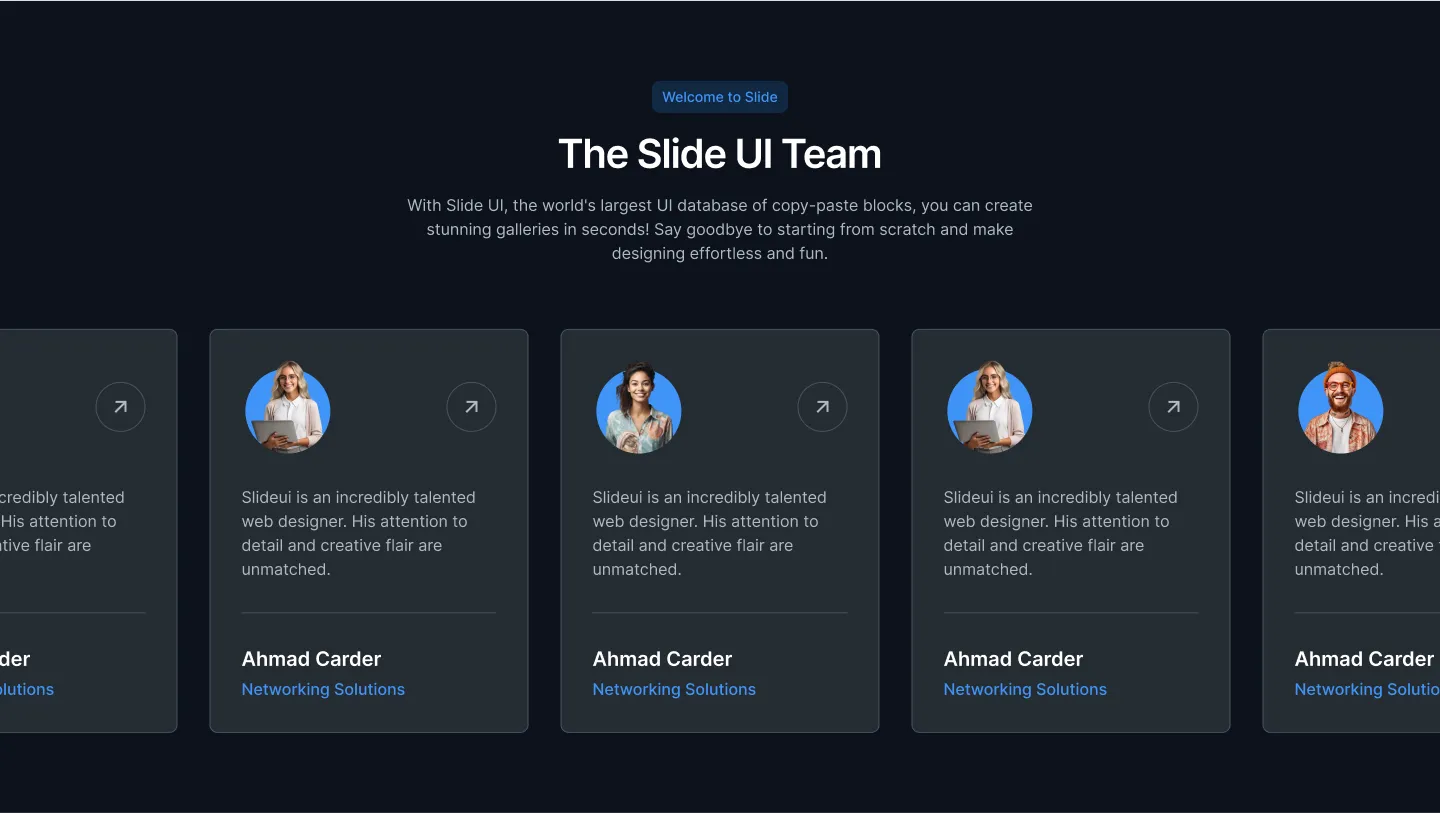 Welcome to Slide
The Slide UI Team
With Slide UI, the world's largest UI database of copy-paste blocks, you can create
stunning galleries in seconds! Say goodbye to starting from scratch and make
designing effortless and fun.
talented
His attention to
flair are
Slideui is an incredibly talented
web designer. His attention to
detail and creative flair are
unmatched.
Ahmad Carder
Networking Solutions
Slideui is an incredibly talented
web designer. His attention to
detail and creative flair are
unmatched.
Ahmad Carder
Networking Solutions
Slideui is an incredibly talented
web designer. His attention to
detail and creative flair are
unmatched.
Ahmad Carder
Networking Solutions
Slideui is an
web designer. His
detail and creative
unmatched.
Ahmad Carder
Networking